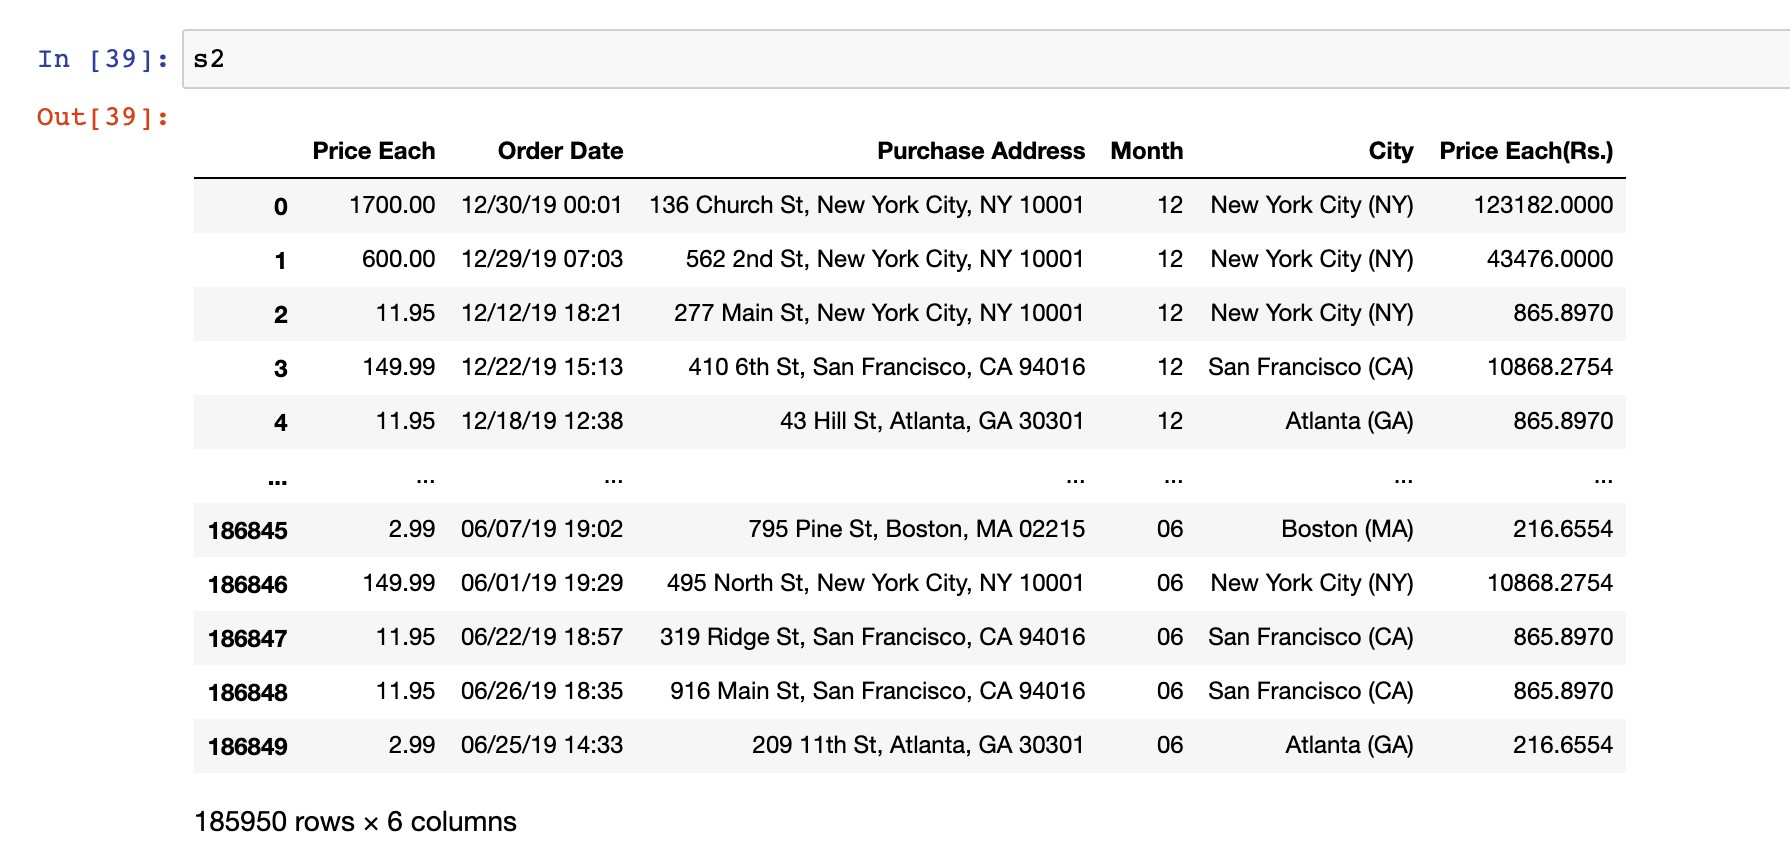 In [39]: s2
Out[39]:
Price Each Order Date Purchase Address Month City Price Each(Rs.)
0 1700.00 12/30/19 00:01 136 Church St, New York City, NY 10001 12 New York City (NY) 123182.0000
1 600.00 12/29/19 07:03 562 2nd St, New York City, NY 10001 12 New York City (NY) 43476.0000
2 11.95 12/12/19 18:21 277 Main St, New York City, NY 10001 12 New York City (NY) 865.8970
3 149.99 12/22/19 15:13 410 6th St, San Francisco, CA 94016 12 San Francisco (CA) 10868.2754
4 11.95 12/18/19 12:38 43 Hill St, Atlanta, GA 30301 12 Atlanta (GA) 865.8970
... ... ... ... ... ... ...
186845 2.99 06/07/19 19:02 795 Pine St, Boston, MA 02215 06 Boston (MA) 216.6554
186846 149.99 06/01/19 19:29 495 North St, New York City, NY 10001 06 New York City (NY) 10868.2754
186847 11.95 06/22/19 18:57 319 Ridge St, San Francisco, CA 94016 06 San Francisco (CA) 865.8970
186848 11.95 06/26/19 18:35 916 Main St, San Francisco, CA 94016 06 San Francisco (CA) 865.8970
186849 2.99 06/25/19 14:33 209 11th St, Atlanta, GA 30301 06 Atlanta (GA) 216.6554
185950 rows × 6 columns